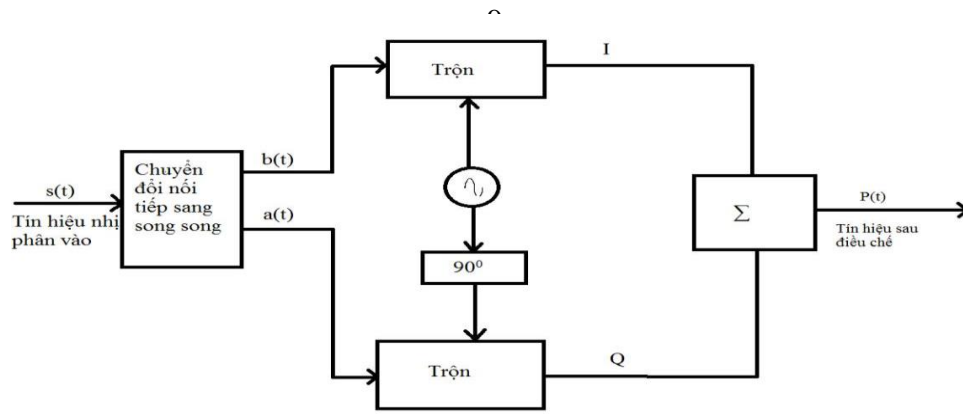 Trộn
I
s(t)
Tín hiệu nhị
phân vào
Chuyển
đổi nối
tiếp sang
song song
b(t)
a(t)
90⁰
Σ
P(t)
Tín hiệu sau
điều chế
Trộn
Q